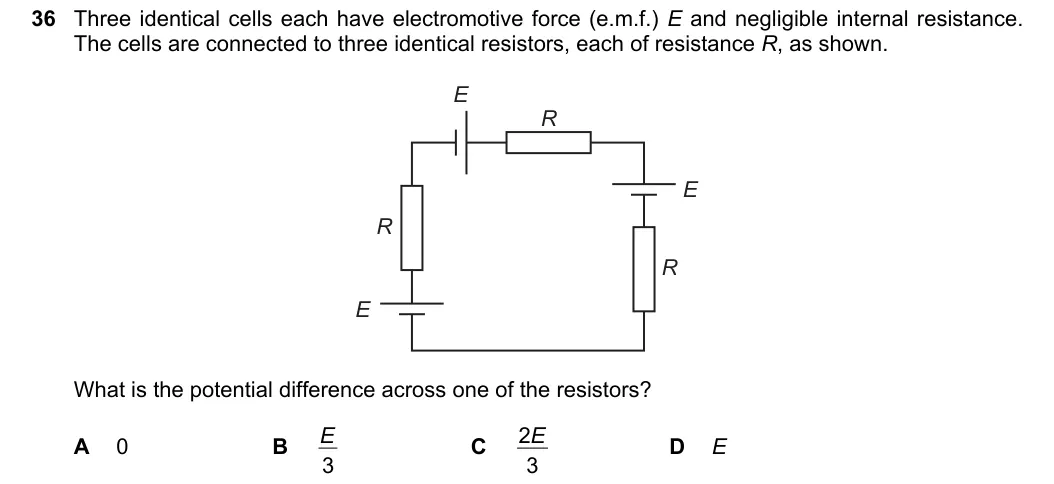 36 Three identical cells each have electromotive force (e.m.f.) E and negligible internal resistance.
The cells are connected to three identical resistors, each of resistance R, as shown.
E
R
E
R
R
E
What is the potential difference across one of the resistors?
A 0 B E/3 C 2E/3 D E